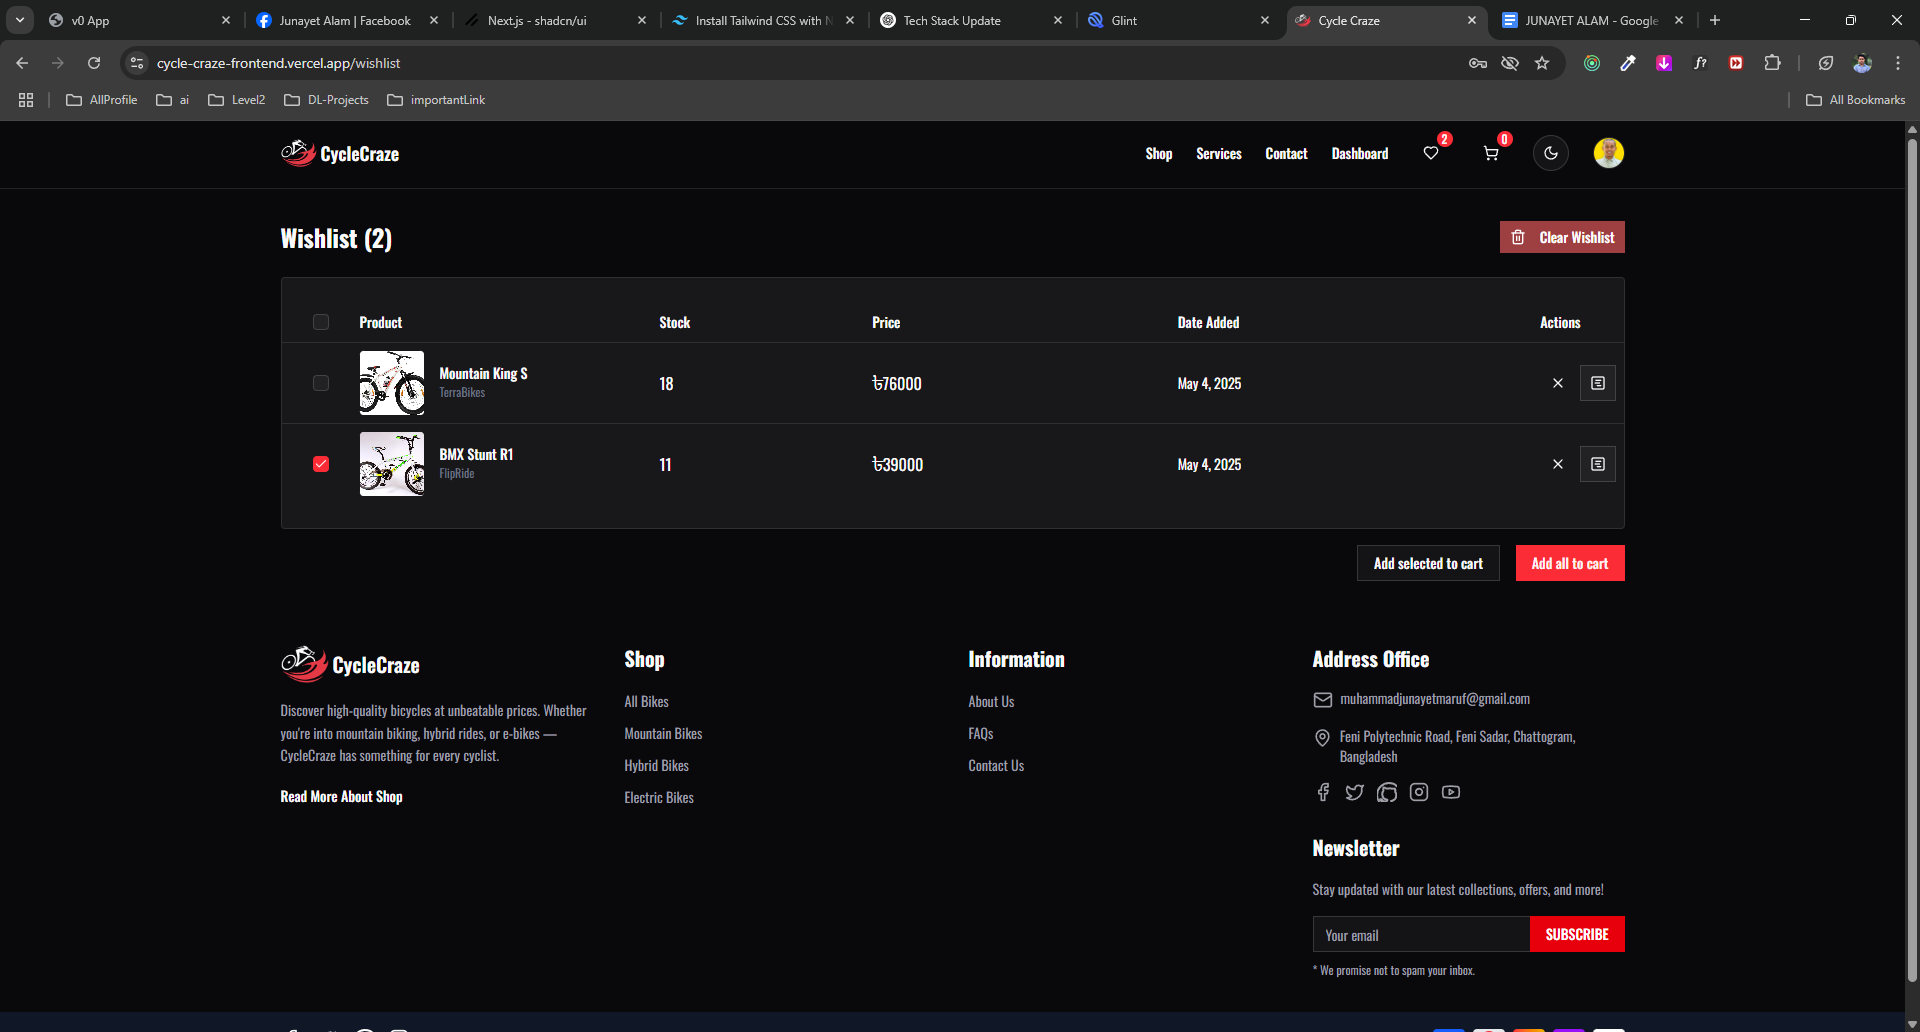 v0 App
Junayet Alam | Facebook
Next.js - shadcn/ui
Install Tailwind CSS with N
Tech Stack Update
Glint
Cycle Craze
JUNAYET ALAM - Google
cycle-craze-frontend.vercel.app/wishlist
f?
AllProfile
ai
Level2
DL-Projects
importantLink
All Bookmarks
CycleCraze
Shop
Services
Contact
Dashboard
2
0
Wishlist (2)
Clear Wishlist
Product Stock Price Date Added Actions
Mountain King S
TerraBikes
18 ৳76000 May 4, 2025
BMX Stunt R1
FlipRide
11 ৳39000 May 4, 2025
Add selected to cart
Add all to cart
CycleCraze
Discover high-quality bicycles at unbeatable prices. Whether
you're into mountain biking, hybrid rides, or e-bikes —
CycleCraze has something for every cyclist.
Read More About Shop
Shop
All Bikes
Mountain Bikes
Hybrid Bikes
Electric Bikes
Information
About Us
FAQs
Contact Us
Address Office
muhammadjunayetmaruf@gmail.com
Feni Polytechnic Road, Feni Sadar, Chattogram,
Bangladesh
Newsletter
Stay updated with our latest collections, offers, and more!
Your email
SUBSCRIBE
* We promise not to spam your inbox.